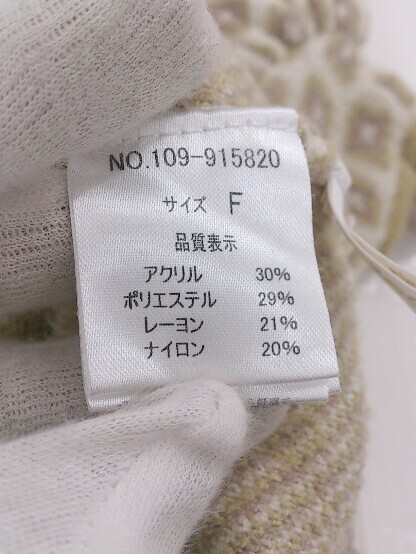 NO.109-915820
サイズ F
品質表示
アクリル 30%
ポリエステル 29%
レーヨン 21%
ナイロン 20%